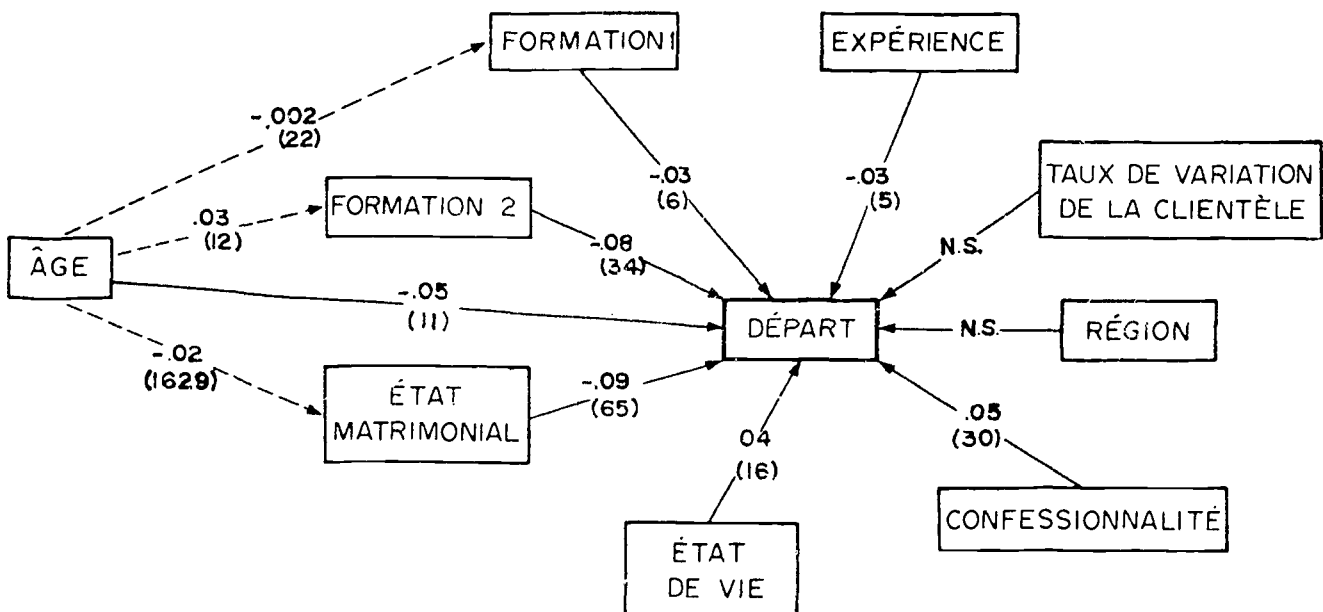 FORMATION 1
EXPÉRIENCE
-.002
(22)
-.03
(6)
-.03
(5)
TAUX DE VARIATION
DE LA CLIENTÈLE
FORMATION 2
.03
(12)
-.08
(34)
N.S.
ÂGE
-.05
(11)
DÉPART
N.S.
RÉGION
-.02
(1629)
ÉTAT
MATRIMONIAL
-.09
(65)
04
(16)
.05
(30)
CONFESSIONNALITÉ
ÉTAT
DE VIE